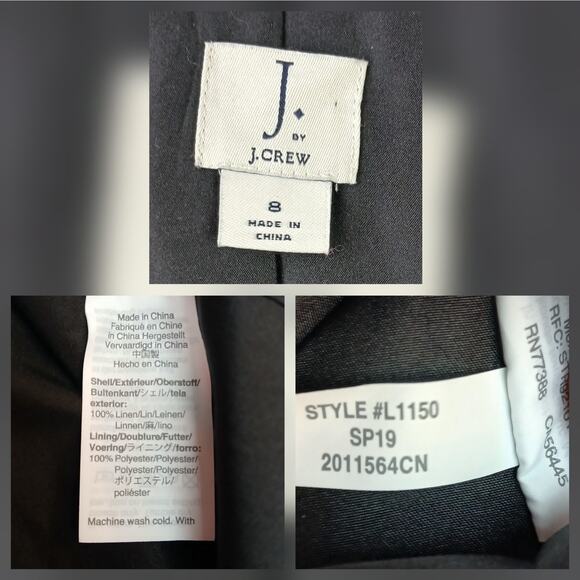 J.
BY
J.CREW
8
MADE IN
CHINA
Made in China
Fabriqué en Chine
in China Hergestellt
Vervaardigd in China
中国製
Hecho en China
Shell/Extérieur/Oberstoff/
Buitenkant/シェル/tela
exterior:
100% Linen/Lin/Leinen/
Linnen/麻/lino
Lining/Doublure/Futter/
Voering/ライニング/forro:
100% Polyester/Polyester/
Polyester/Polyester/
ポリエステル/
poliéster
Machine wash cold. With
STYLE #L1150
SP19
2011564CN
RFC:
RN77388
CA56445